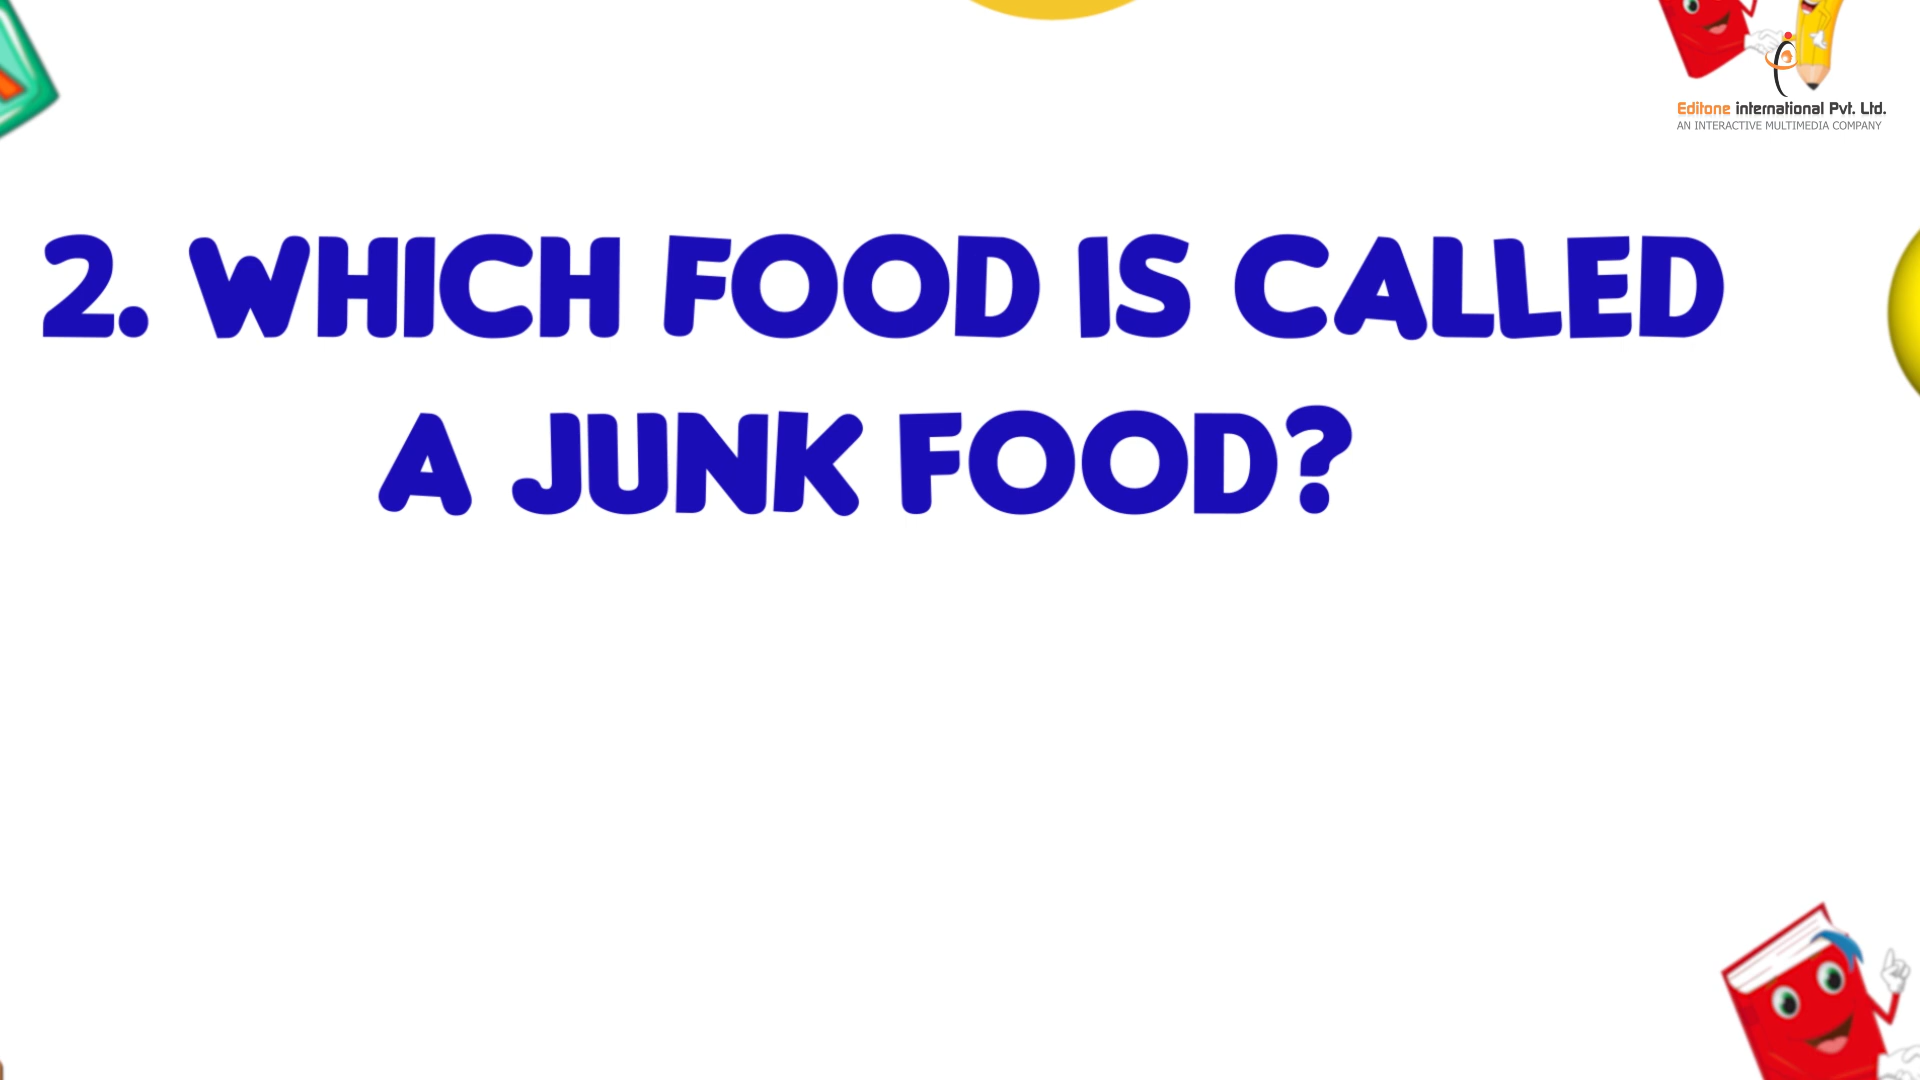 Editone international Pvt. Ltd.
AN INTERACTIVE MULTIMEDIA COMPANY
2. WHICH FOOD IS CALLED
A JUNK FOOD?